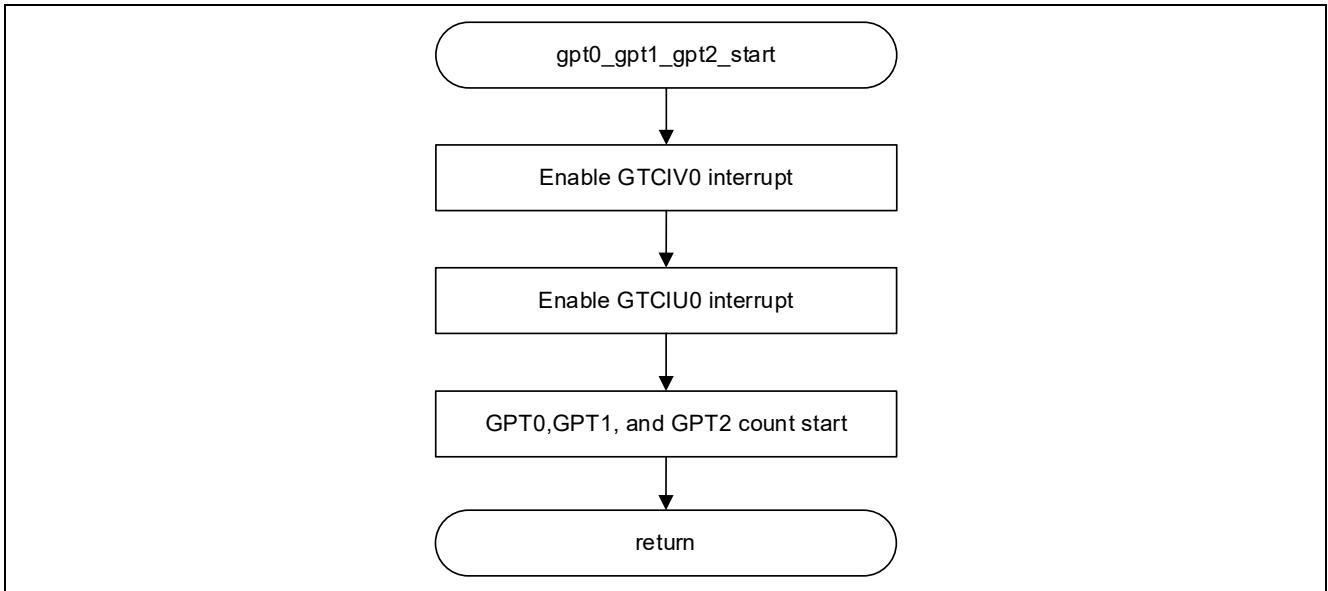 gpt0_gpt1_gpt2_start
Enable GTCIV0 interrupt
Enable GTCIU0 interrupt
GPT0,GPT1, and GPT2 count start
return